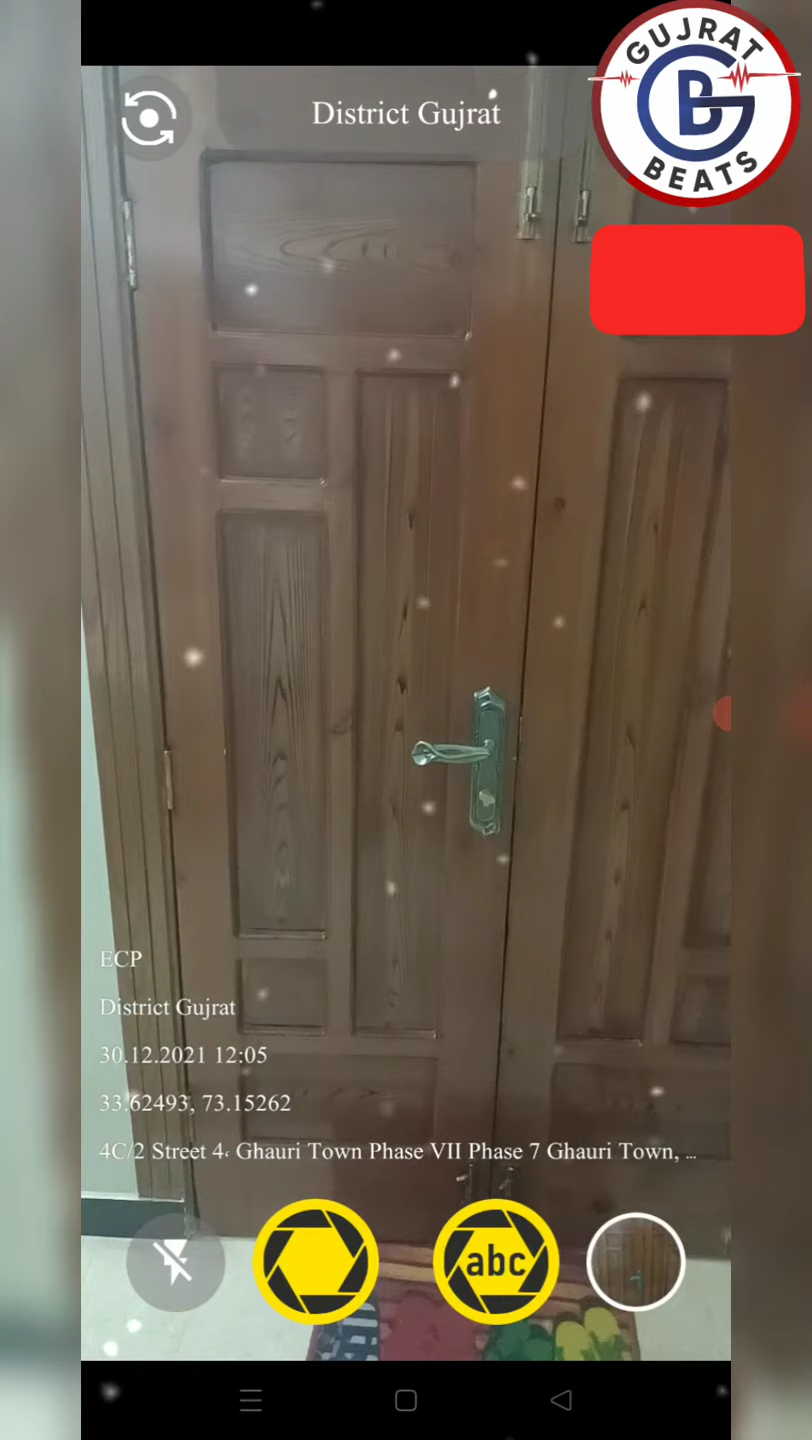 GUJRAT
GB
BEATS
District Gujrat
ECP
District Gujrat
30.12.2021 12:05
33.62493, 73.15262
4C/2 Street 4، Ghauri Town Phase VII Phase 7 Ghauri Town, ...
abc